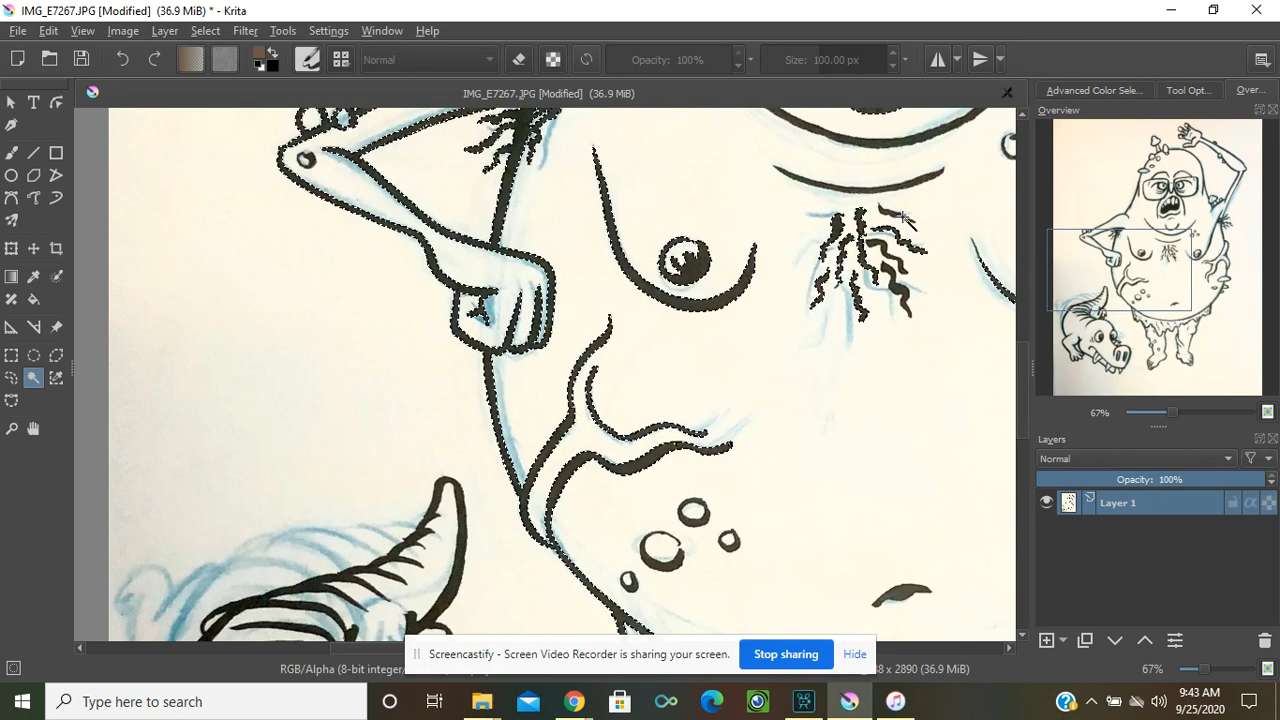 IMG_E7267.JPG [Modified] (36.9 MiB) * - Krita
File Edit View Image Layer Select Filter Tools Settings Window Help
Normal Opacity: 100% Size: 100.00 px
IMG_E7267.JPG [Modified] (36.9 MiB)
Advanced Color Sele... Tool Opt... Over...
Overview
67%
Layers
Normal
Opacity: 100%
Layer 1
Screencastify - Screen Video Recorder is sharing your screen. Stop sharing Hide
RGB/Alpha (8-bit integer/ 38 x 2890 (36.9 MiB) 67%
Type here to search
9:43 AM
9/25/2020